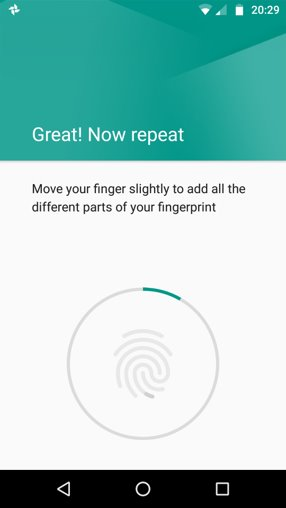 20:29
Great! Now repeat
Move your finger slightly to add all the
different parts of your fingerprint